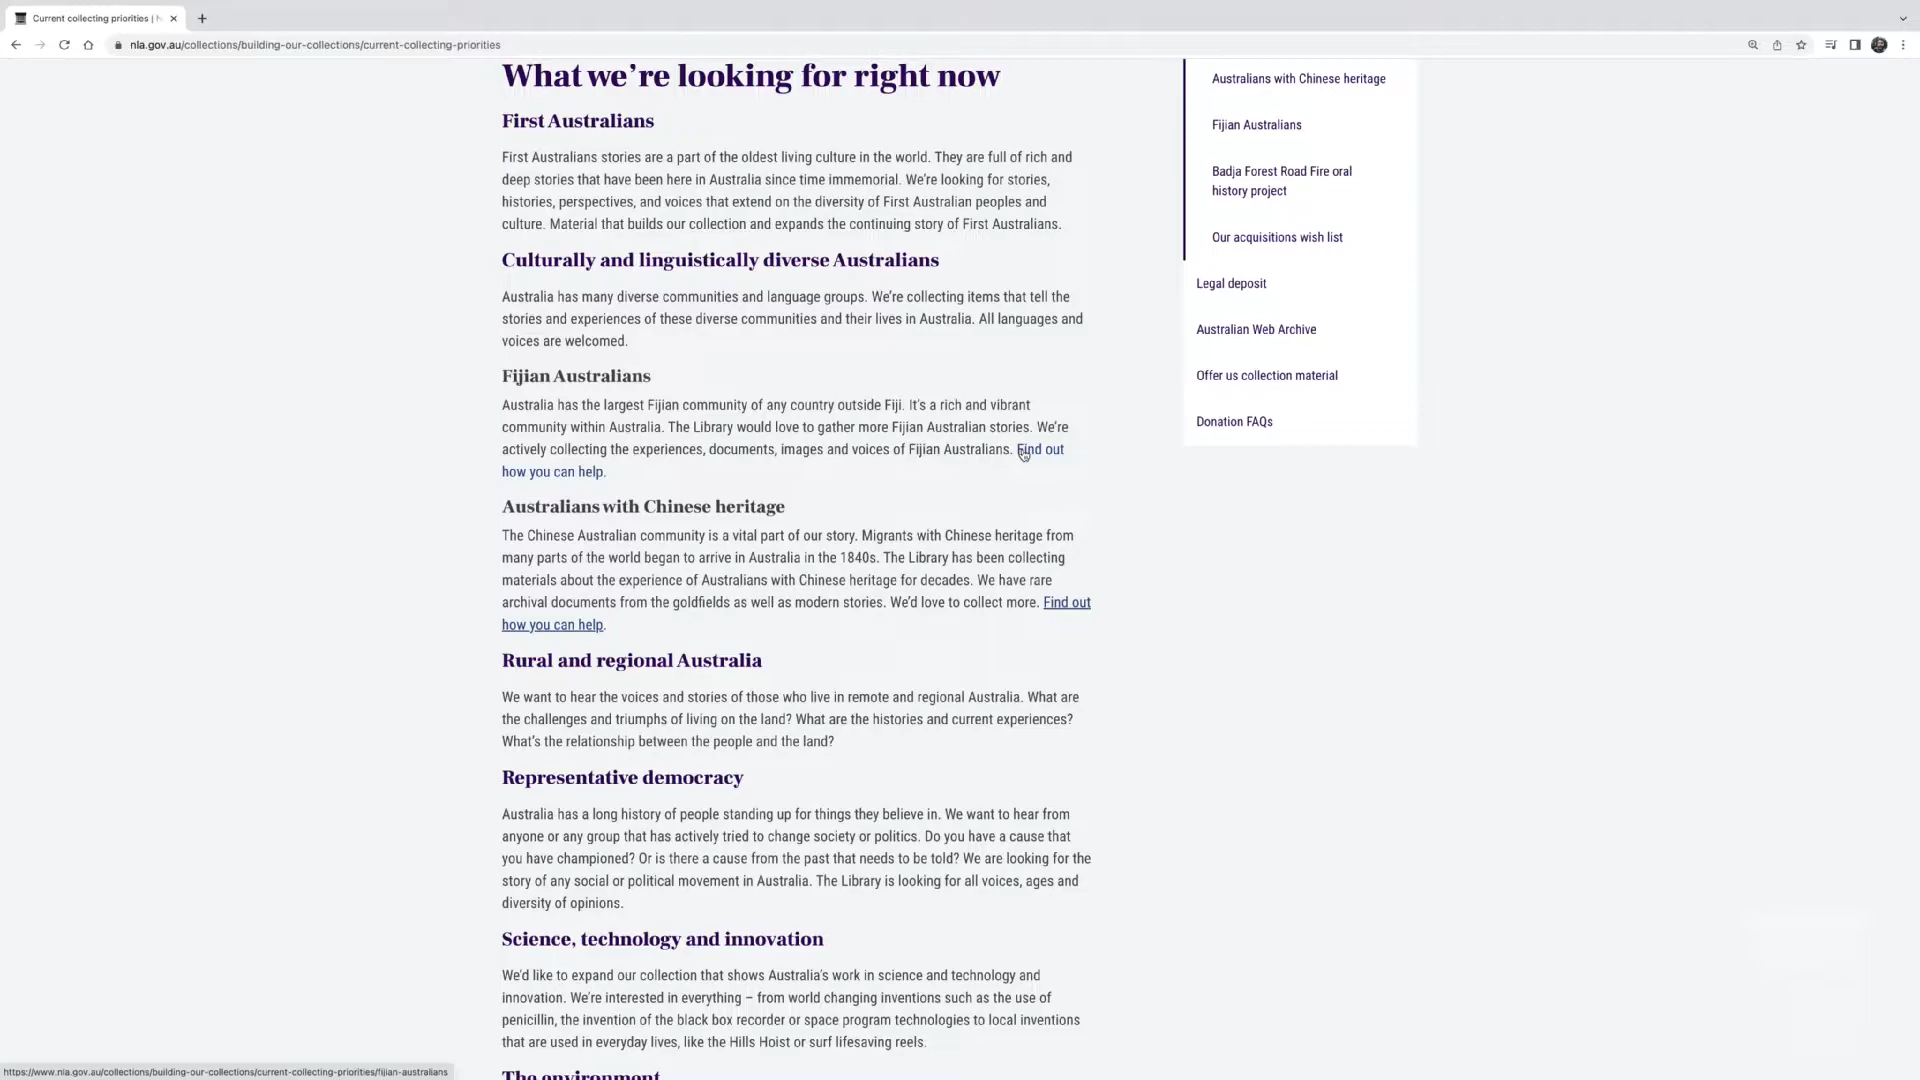 Current collecting priorities | N
nla.gov.au/collections/building-our-collections/current-collecting-priorities
What we’re looking for right now
First Australians
First Australians stories are a part of the oldest living culture in the world. They are full of rich and
deep stories that have been here in Australia since time immemorial. We’re looking for stories,
histories, perspectives, and voices that extend on the diversity of First Australian peoples and
culture. Material that builds our collection and expands the continuing story of First Australians.
Culturally and linguistically diverse Australians
Australia has many diverse communities and language groups. We’re collecting items that tell the
stories and experiences of these diverse communities and their lives in Australia. All languages and
voices are welcomed.
Fijian Australians
Australia has the largest Fijian community of any country outside Fiji. It’s a rich and vibrant
community within Australia. The Library would love to gather more Fijian Australian stories. We’re
actively collecting the experiences, documents, images and voices of Fijian Australians. Find out
how you can help.
Australians with Chinese heritage
The Chinese Australian community is a vital part of our story. Migrants with Chinese heritage from
many parts of the world began to arrive in Australia in the 1840s. The Library has been collecting
materials about the experience of Australians with Chinese heritage for decades. We have rare
archival documents from the goldfields as well as modern stories. We’d love to collect more. Find out
how you can help.
Rural and regional Australia
We want to hear the voices and stories of those who live in remote and regional Australia. What are
the challenges and triumphs of living on the land? What are the histories and current experiences?
What’s the relationship between the people and the land?
Representative democracy
Australia has a long history of people standing up for things they believe in. We want to hear from
anyone or any group that has actively tried to change society or politics. Do you have a cause that
you have championed? Or is there a cause from the past that needs to be told? We are looking for the
story of any social or political movement in Australia. The Library is looking for all voices, ages and
diversity of opinions.
Science, technology and innovation
We’d like to expand our collection that shows Australia’s work in science and technology and
innovation. We’re interested in everything – from world changing inventions such as the use of
penicillin, the invention of the black box recorder or space program technologies to local inventions
that are used in everyday lives, like the Hills Hoist or surf lifesaving reels.
The environment
Australians with Chinese heritage
Fijian Australians
Badja Forest Road Fire oral
history project
Our acquisitions wish list
Legal deposit
Australian Web Archive
Offer us collection material
Donation FAQs
https://www.nla.gov.au/collections/building-our-collections/current-collecting-priorities/fijian-australians